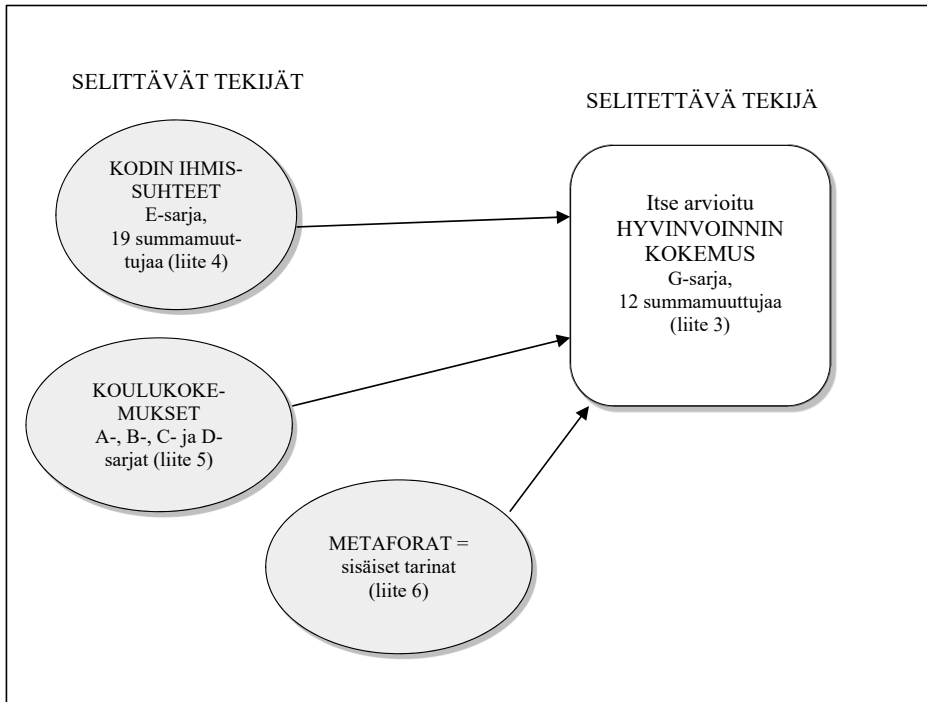 SELITTÄVÄT TEKIJÄT
SELITETTÄVÄ TEKIJÄ
KODIN IHMIS-
SUHTEET
E-sarja,
19 summamuut-
tujaa (liite 4)
Itse arvioitu
HYVINVOINNIN
KOKEMUS
G-sarja,
12 summamuuttujaa
(liite 3)
KOULUKOKE-
MUKSET
A-, B-, C- ja D-
sarjat (liite 5)
METAFORAT =
sisäiset tarinat
(liite 6)